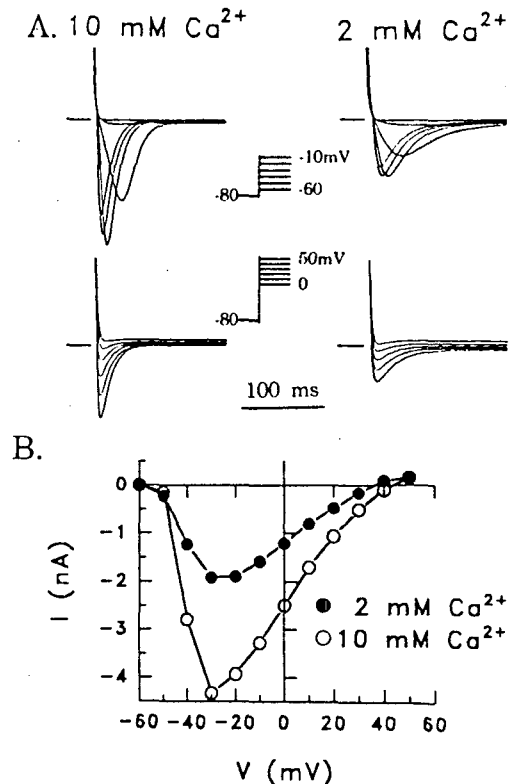 A. 10 mM Ca²⁺ 2 mM Ca²⁺
-10mV
-80 -60
50mV
0
-80
100 ms
B.
I (nA)
0
-1
-2
-3
-4
2 mM Ca²⁺
10 mM Ca²⁺
-60 -40 -20 0 20 40 60
V (mV)